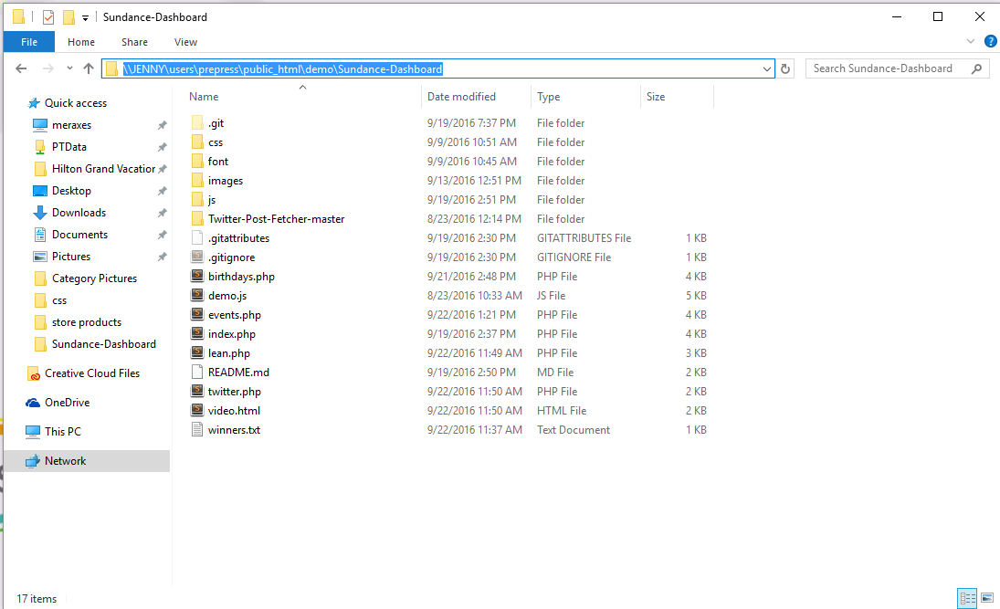 Sundance-Dashboard
File Home Share View
\\JENNY\users\prepress\public_html\demo\Sundance-Dashboard Search Sundance-Dashboard
Quick access
meraxes
PTData
Hilton Grand Vacation
Desktop
Downloads
Documents
Pictures
Category Pictures
css
store products
Sundance-Dashboard
Creative Cloud Files
OneDrive
This PC
Network
Name Date modified Type Size
.git 9/19/2016 7:37 PM File folder
css 9/9/2016 10:51 AM File folder
font 9/9/2016 10:45 AM File folder
images 9/13/2016 12:51 PM File folder
js 9/19/2016 2:51 PM File folder
Twitter-Post-Fetcher-master 8/23/2016 12:14 PM File folder
.gitattributes 9/19/2016 2:30 PM GITATTRIBUTES File 1 KB
.gitignore 9/19/2016 2:30 PM GITIGNORE File 1 KB
birthdays.php 9/21/2016 2:48 PM PHP File 4 KB
demo.js 8/23/2016 10:33 AM JS File 5 KB
events.php 9/22/2016 1:21 PM PHP File 4 KB
index.php 9/19/2016 2:37 PM PHP File 4 KB
lean.php 9/22/2016 11:49 AM PHP File 3 KB
README.md 9/19/2016 2:50 PM MD File 2 KB
twitter.php 9/22/2016 11:50 AM PHP File 2 KB
video.html 9/22/2016 11:50 AM HTML File 2 KB
winners.txt 9/22/2016 11:37 AM Text Document 1 KB
17 items